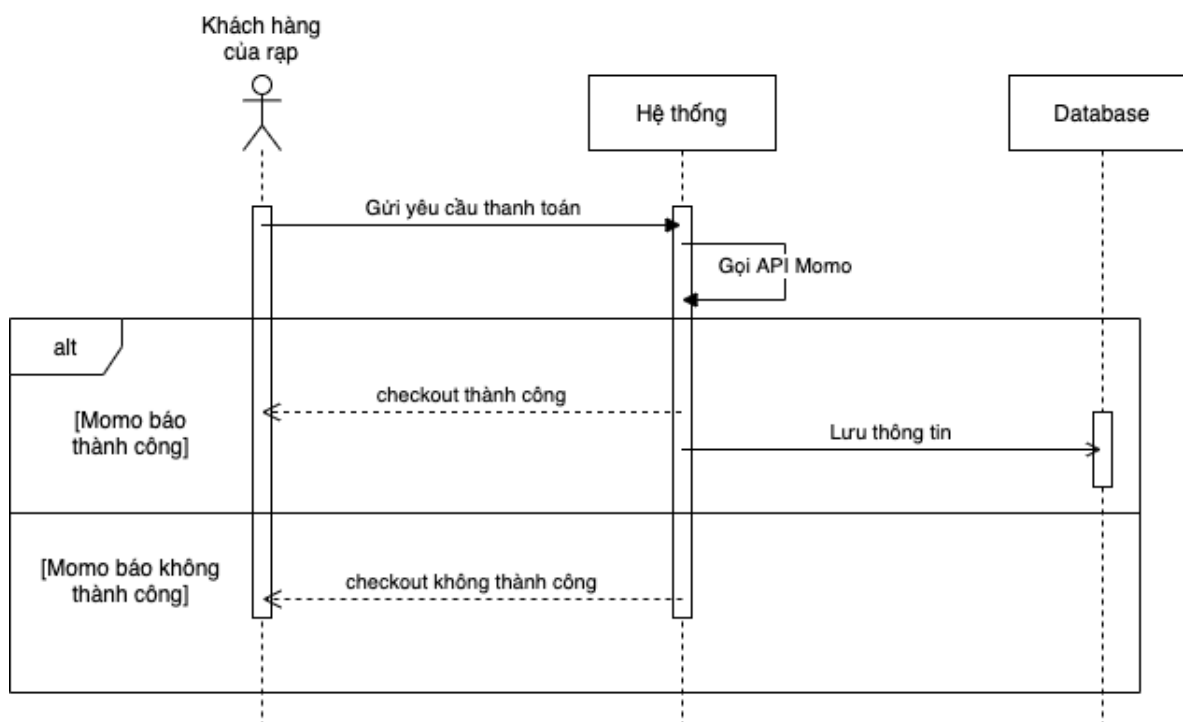 Khách hàng
của rạp
Hệ thống
Database
Gửi yêu cầu thanh toán
Gọi API Momo
alt
checkout thành công
[Momo báo
thành công]
Lưu thông tin
[Momo báo không
thành công]
checkout không thành công